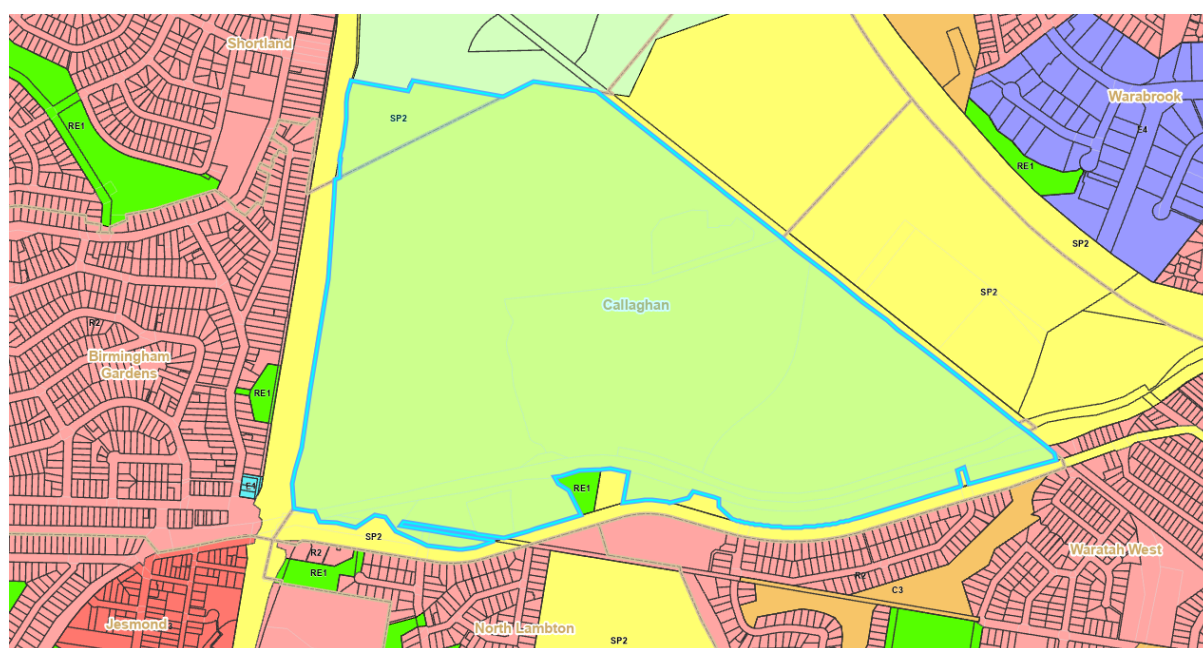 Shortland
SP2
Warabrook
E4
RE1
RE1
SP2
Callaghan
SP2
R2
Birmingham
Gardens
RE1
E1
RE1
SP2
R2
RE1
R2
Waratah West
C3
Jesmond
North Lambton
SP2